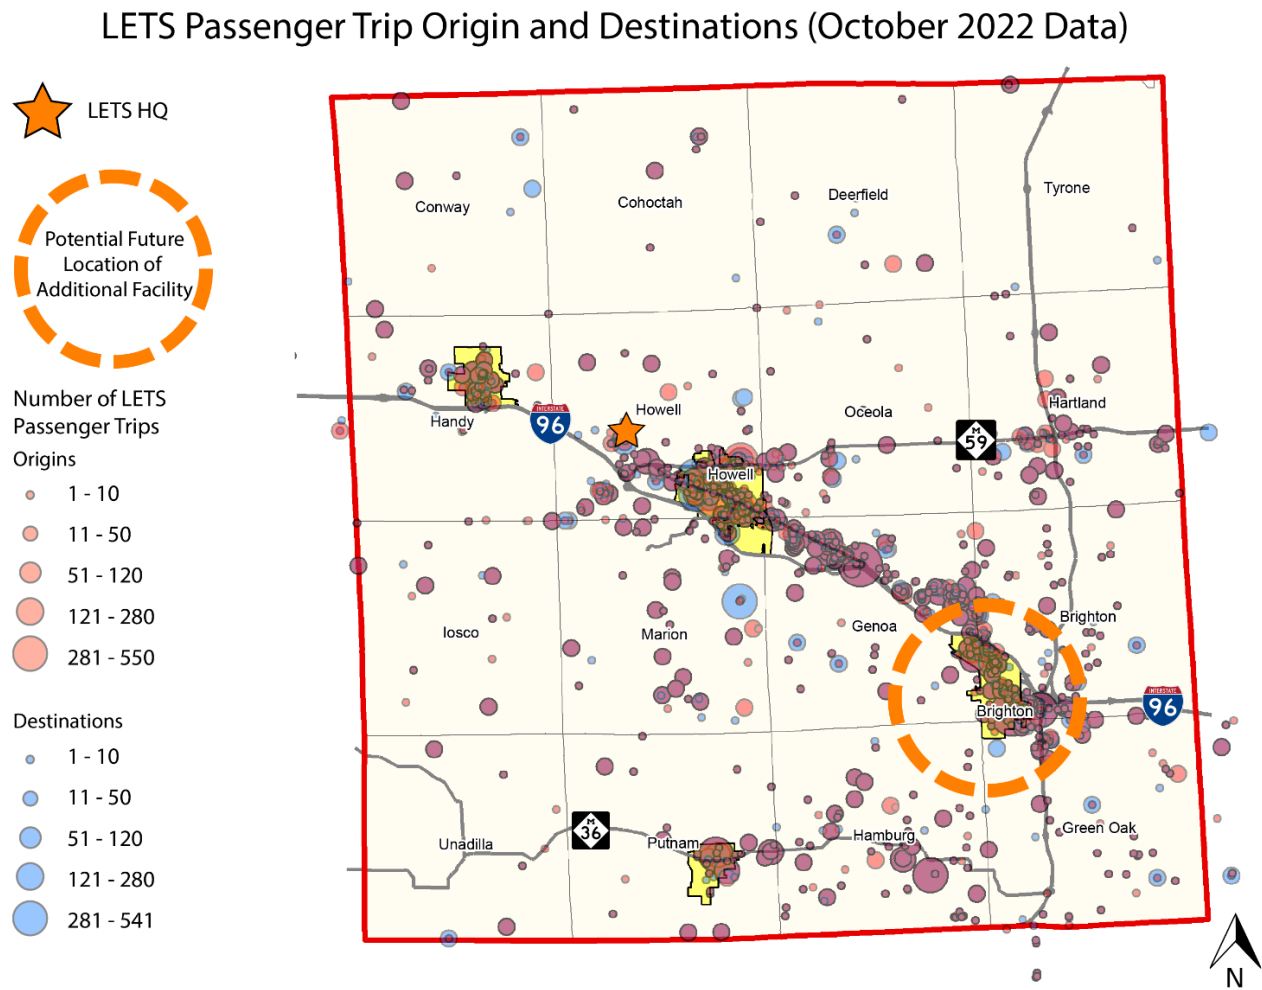 LETS Passenger Trip Origin and Destinations (October 2022 Data)
LETS HQ
Potential Future
Location of
Additional Facility
Number of LETS
Passenger Trips
Origins
1 - 10
11 - 50
51 - 120
121 - 280
281 - 550
Destinations
1 - 10
11 - 50
51 - 120
121 - 280
281 - 541
Conway
Cohoctah
Deerfield
Tyrone
Handy
INTERSTATE
96
Howell
Oceola
M
59
Hartland
Howell
Iosco
Marion
Genoa
Brighton
Brighton
INTERSTATE
96
Unadilla
M
36
Putnam
Hamburg
Green Oak
N